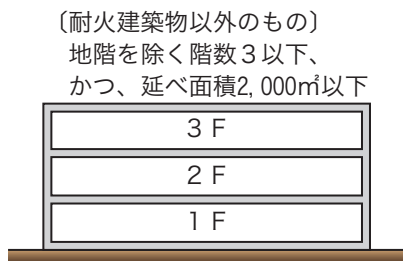 〔耐火建築物以外のもの〕
地階を除く階数３以下、
かつ、延べ面積2,000㎡以下
３Ｆ
２Ｆ
１Ｆ